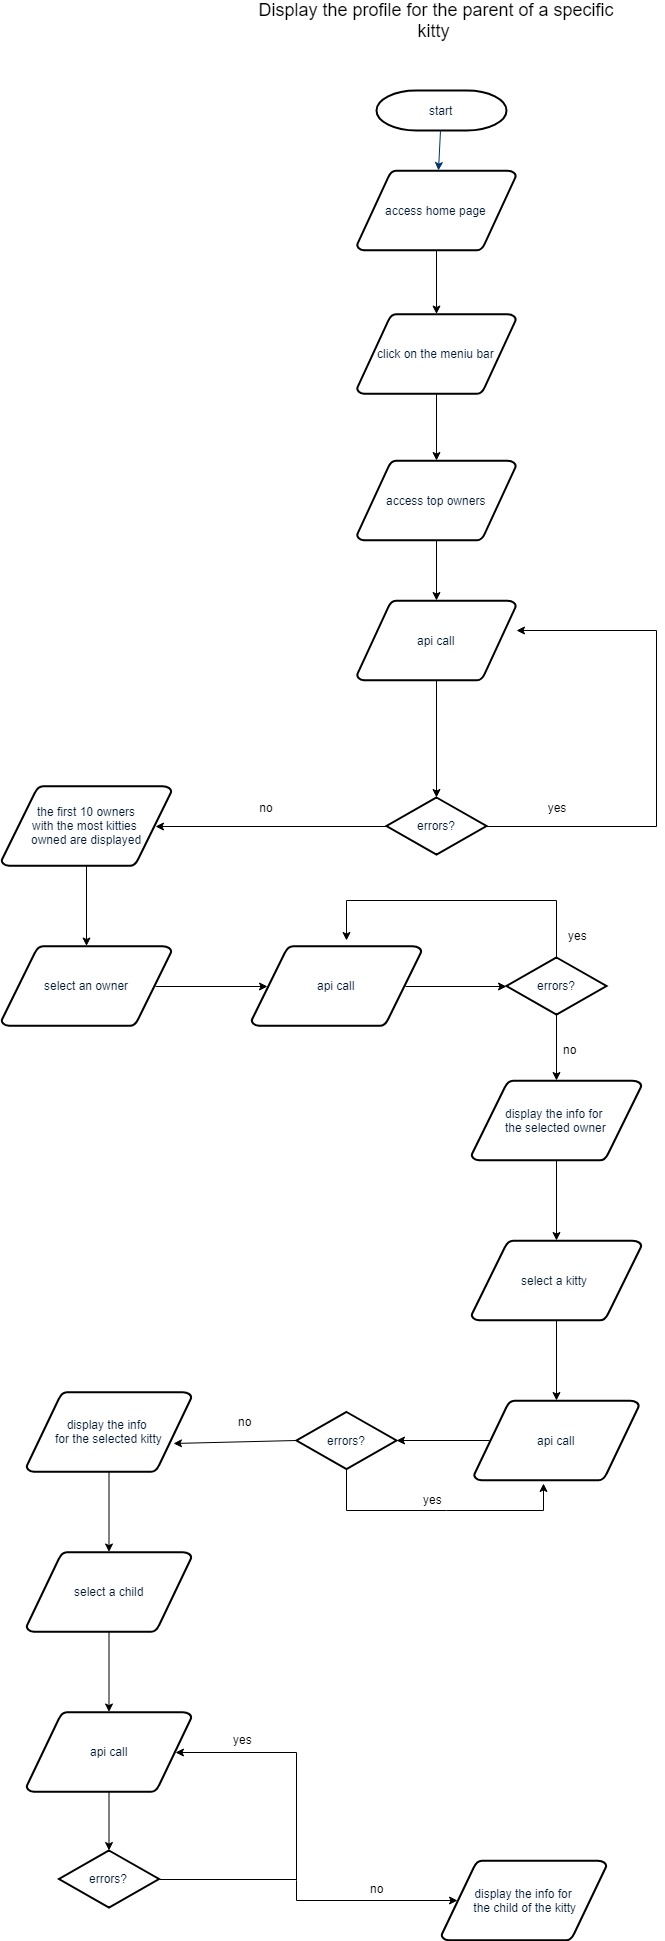 Display the profile for the parent of a specific
kitty
start
access home page
click on the meniu bar
access top owners
api call
errors?
yes
no
the first 10 owners
with the most kitties
owned are displayed
select an owner
api call
errors?
yes
no
display the info for
the selected owner
select a kitty
api call
errors?
yes
no
display the info
for the selected kitty
select a child
api call
errors?
yes
no
display the info for
the child of the kitty